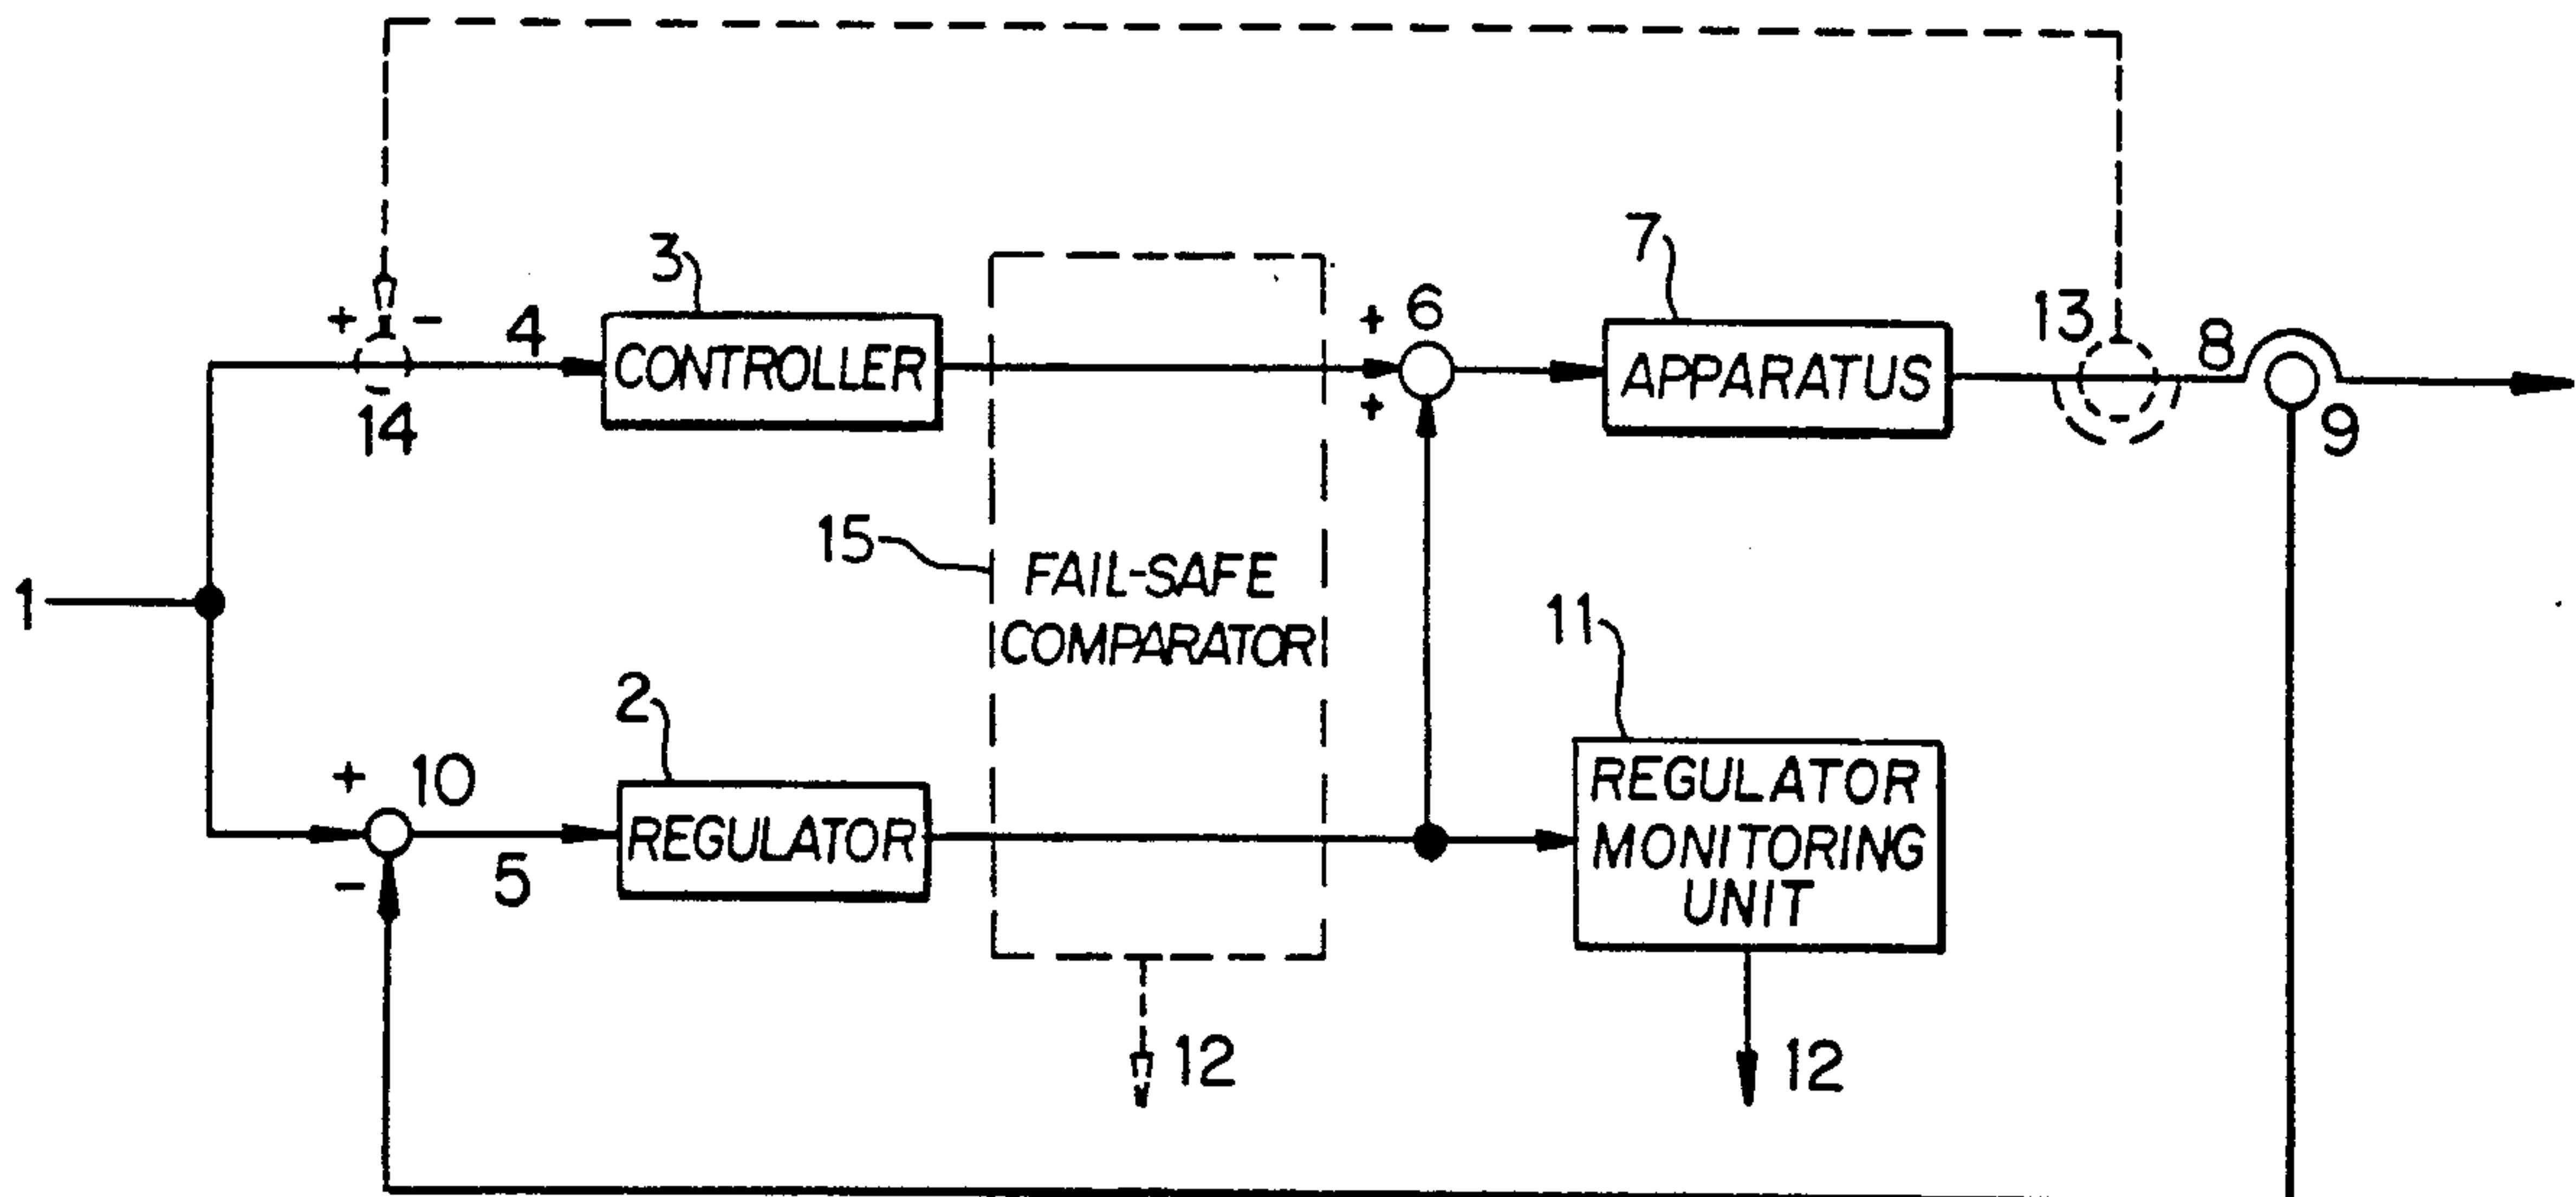 3
+ -
4
CONTROLLER
14
+ 6
+
7
APPARATUS
13
8
9
1
15
FAIL-SAFE
COMPARATOR
11
REGULATOR
MONITORING
UNIT
2
+ 10
-
5
REGULATOR
12
12